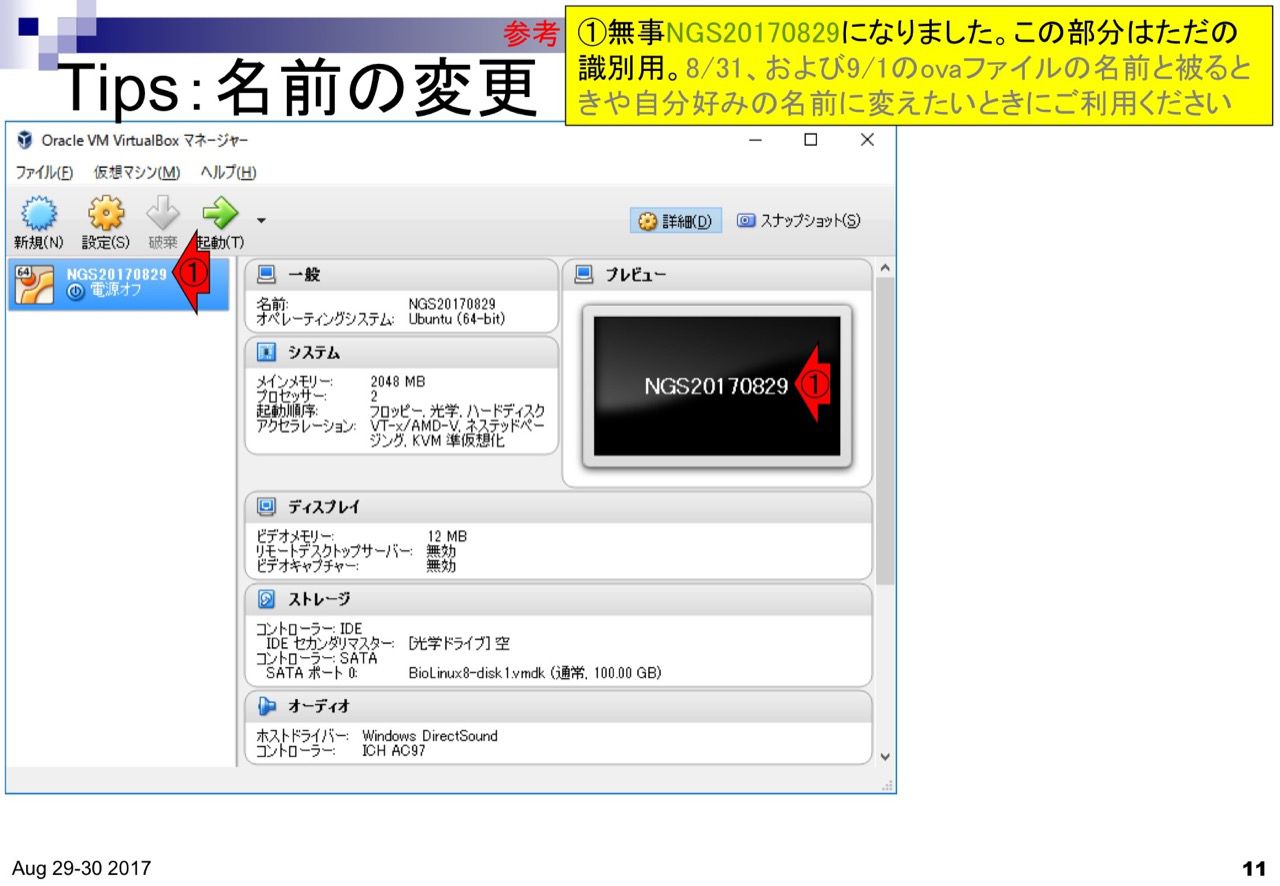 参考
①無事NGS20170829になりました。この部分はただの
識別用。8/31、および9/1のovaファイルの名前と被ると
きや自分好みの名前に変えたいときにご利用ください
Tips：名前の変更
Oracle VM VirtualBox マネージャー
ファイル(F) 仮想マシン(M) ヘルプ(H)
新規(N) 設定(S) 破棄 起動(T)
詳細(D) スナップショット(S)
64 NGS20170829 ①
電源オフ
一般
名前: NGS20170829
オペレーティングシステム: Ubuntu (64-bit)
プレビュー
NGS20170829 ①
システム
メインメモリー: 2048 MB
プロセッサー: 2
起動順序: フロッピー, 光学, ハードディスク
アクセラレーション: VT-x/AMD-V, ネステッドペー
ジング, KVM 準仮想化
ディスプレイ
ビデオメモリー: 12 MB
リモートデスクトップサーバー: 無効
ビデオキャプチャー: 無効
ストレージ
コントローラー: IDE
IDE セカンダリマスター: [光学ドライブ] 空
コントローラー: SATA
SATA ポート 0: BioLinux8-disk1.vmdk (通常, 100.00 GB)
オーディオ
ホストドライバー: Windows DirectSound
コントローラー: ICH AC97
Aug 29-30 2017
11